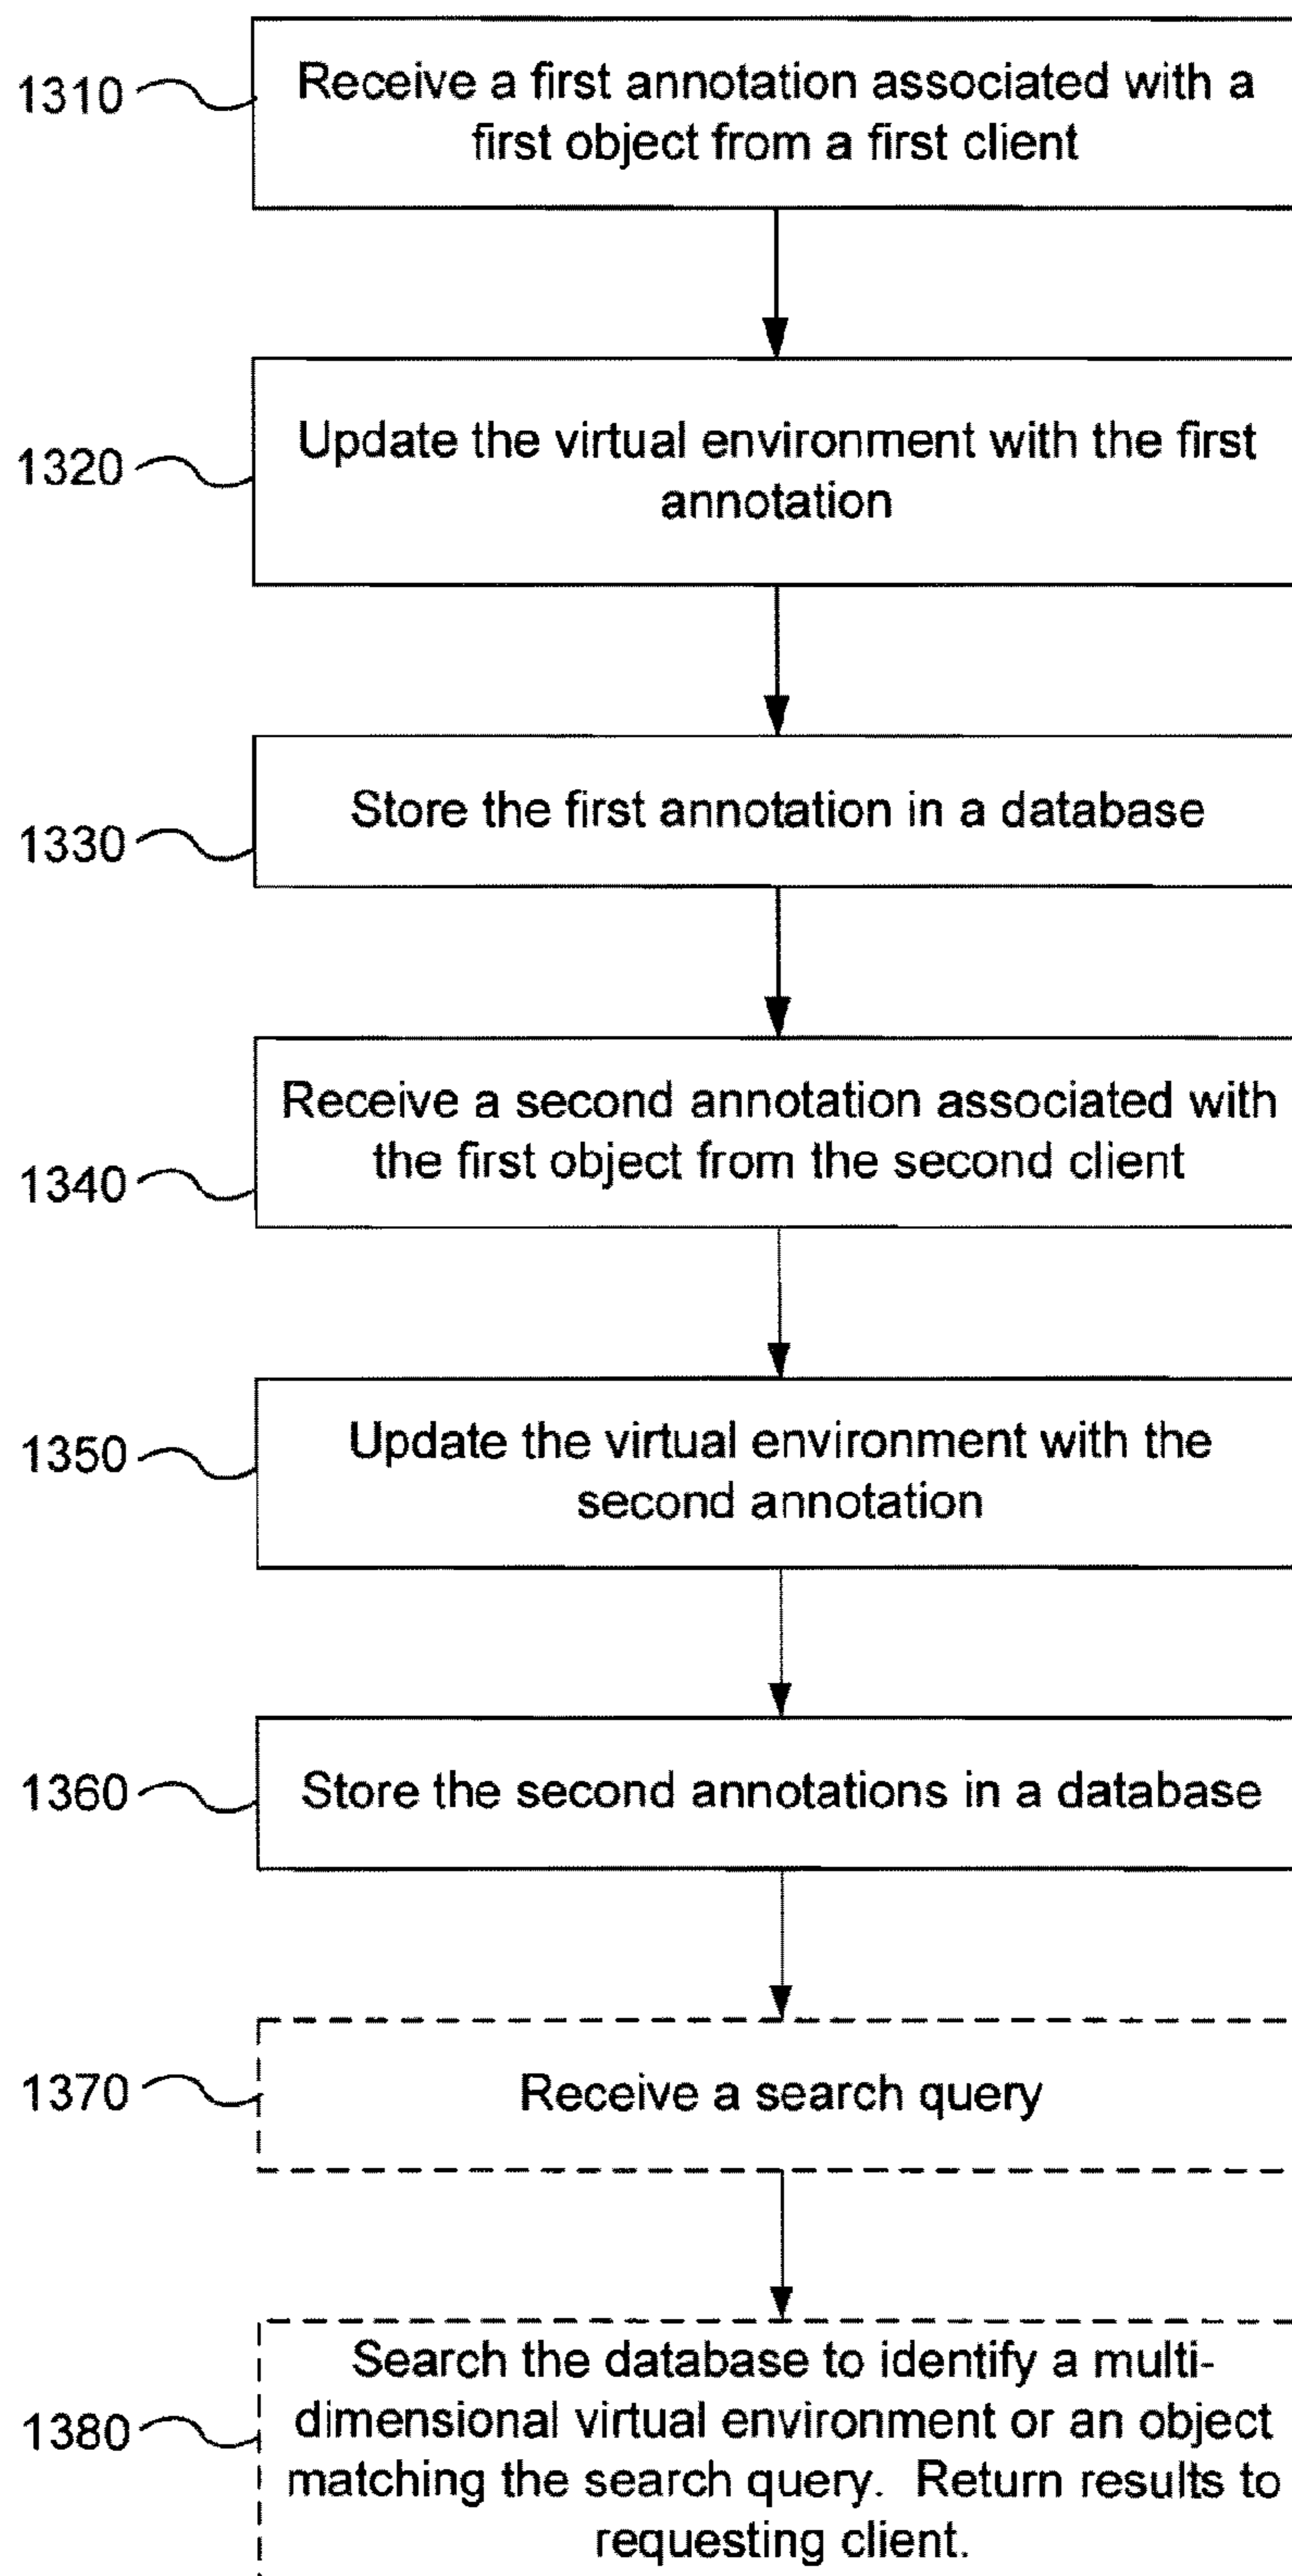 1310
Receive a first annotation associated with a
first object from a first client
1320
Update the virtual environment with the first
annotation
1330
Store the first annotation in a database
1340
Receive a second annotation associated with
the first object from the second client
1350
Update the virtual environment with the
second annotation
1360
Store the second annotations in a database
1370
Receive a search query
1380
Search the database to identify a multi-
dimensional virtual environment or an object
matching the search query. Return results to
requesting client.